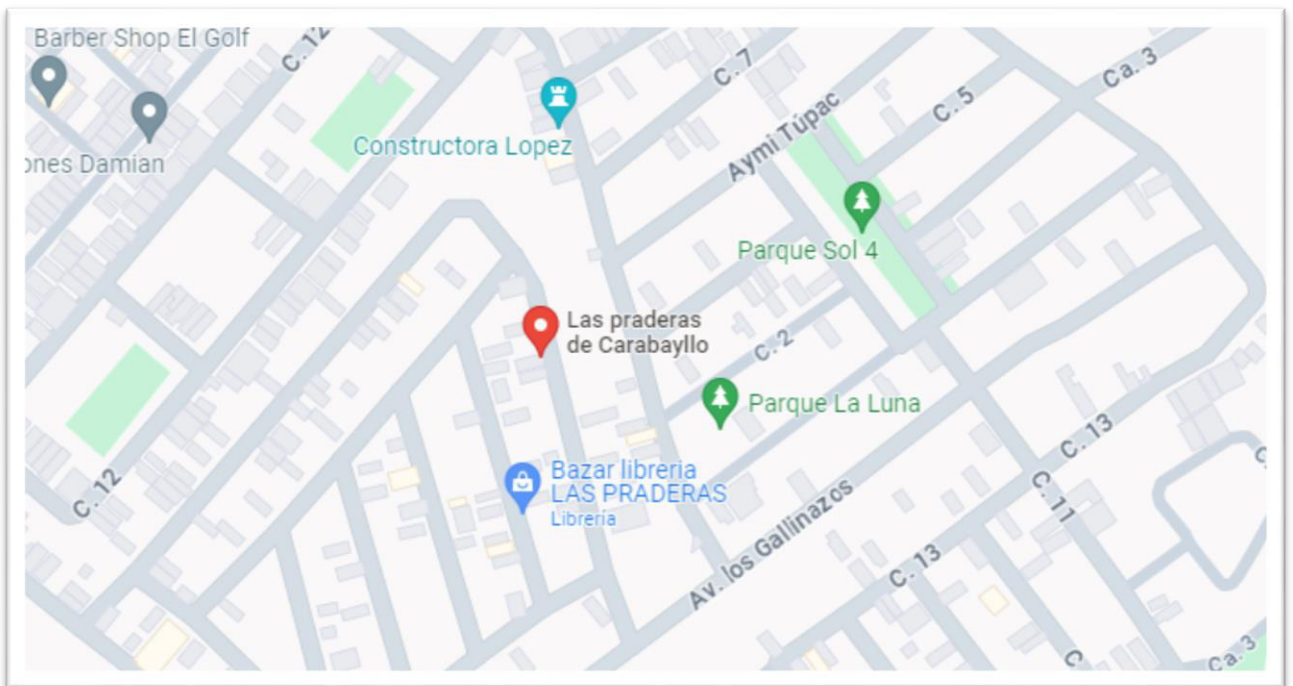 Barber Shop El Golf
C. 12
C. 7
Ca. 3
C. 5
Constructora Lopez
ones Damian
Aymi Túpac
Parque Sol 4
Las praderas
de Carabayllo
C. 2
Parque La Luna
C. 13
Bazar libreria
LAS PRADERAS
Librería
C. 12
C. 11
Av. los Gallinazos
C. 13
C
Ca. 3